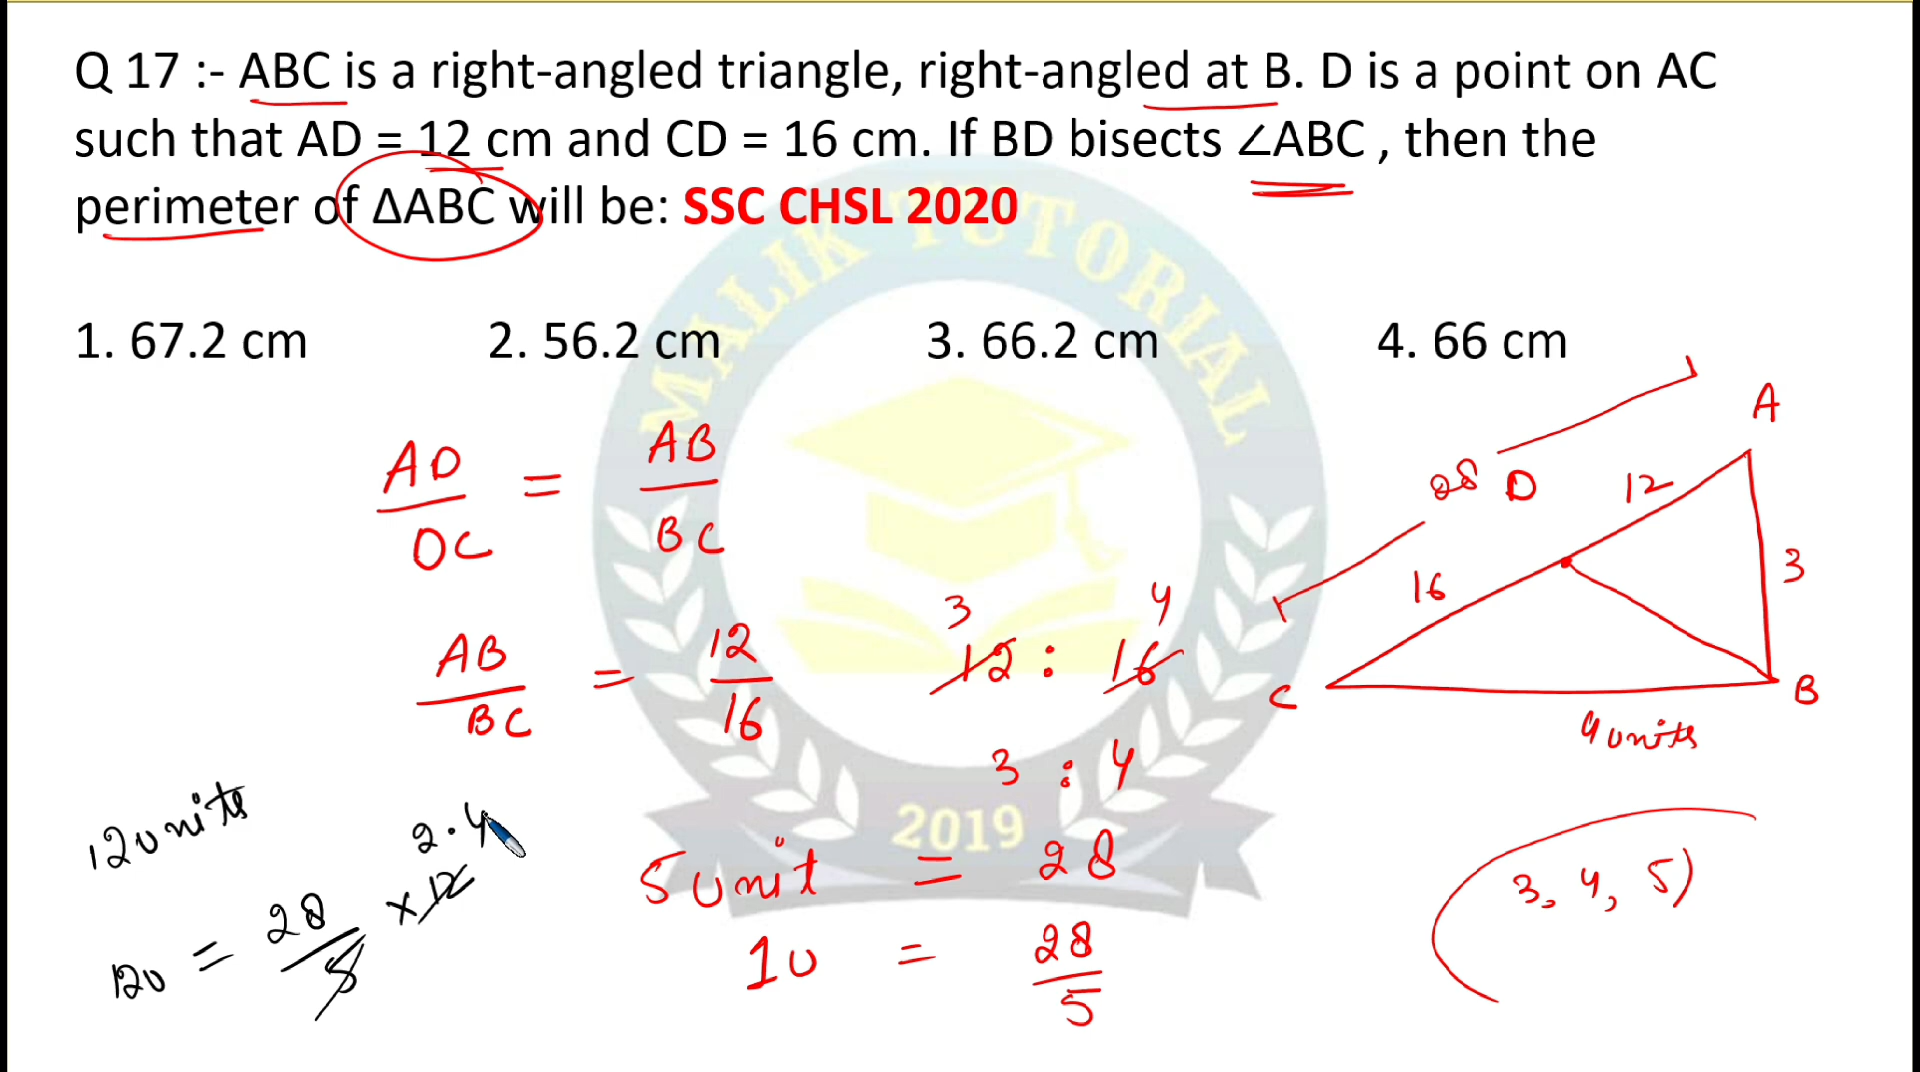 Q 17 :- ABC is a right-angled triangle, right-angled at B. D is a point on AC
such that AD = 12 cm and CD = 16 cm. If BD bisects ∠ABC , then the
perimeter of ΔABC will be: SSC CHSL 2020
1. 67.2 cm 2. 56.2 cm 3. 66.2 cm 4. 66 cm
MALIK TUTORIAL
2019
AD/DC = AB/BC
AB/BC = 12/16
3 4
12 : 16
3 : 4
5 unit = 28
1u = 28/5
12 units
12u = 28/5 × 12
2.4
A
28 D 12
16 3
C B
4 units
3, 4, 5)